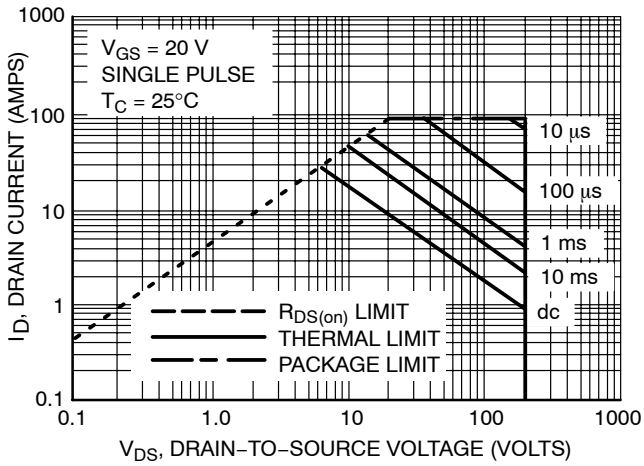 1000
V_GS = 20 V
SINGLE PULSE
T_C = 25°C
100
10 µs
100 µs
10
1 ms
10 ms
1
dc
R_DS(on) LIMIT
THERMAL LIMIT
PACKAGE LIMIT
0.1
0.1
1.0
10
100
1000
I_D, DRAIN CURRENT (AMPS)
V_DS, DRAIN−TO−SOURCE VOLTAGE (VOLTS)